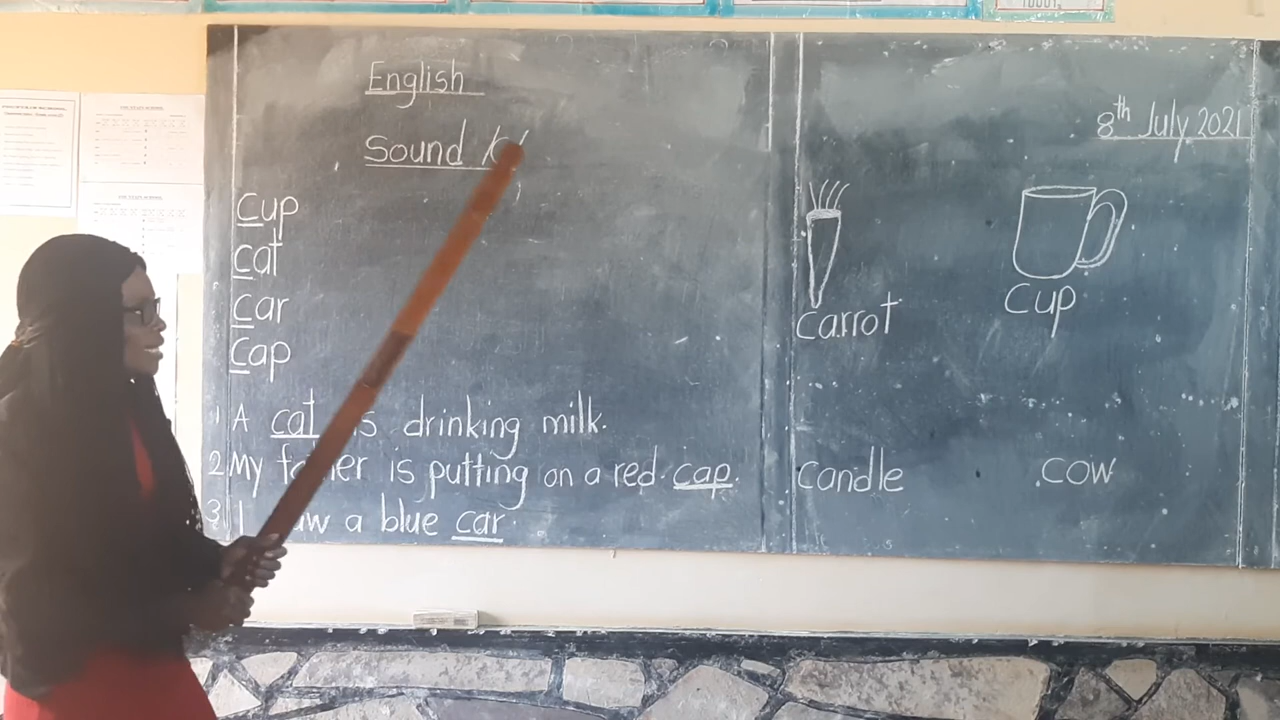 English
Sound /c/
Cup
Cat
Car
Cap
1 A cat is drinking milk.
2 My father is putting on a red cap.
3 I saw a blue car.
8th July 2021
carrot
cup
candle
cow